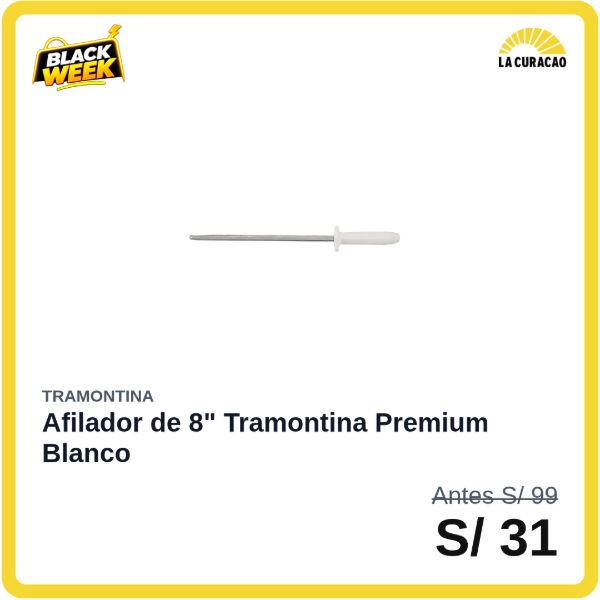 BLACK
WEEK
LA CURACAO
TRAMONTINA
Afilador de 8" Tramontina Premium
Blanco
Antes S/ 99
S/ 31